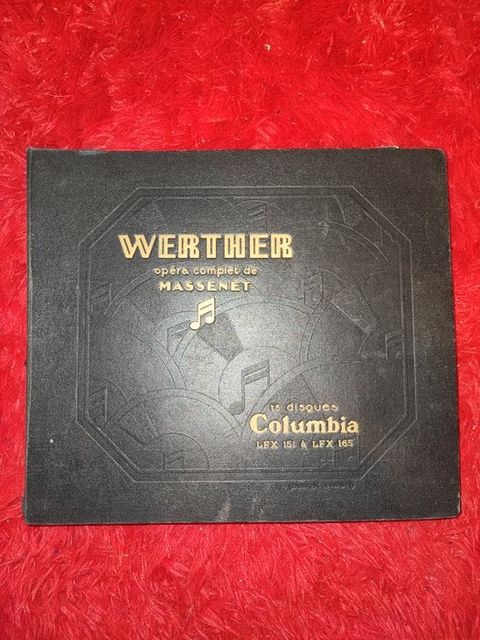 WERTHER
opéra complet de
MASSENET
15 disques
Columbia
LFX 151 à LFX 165